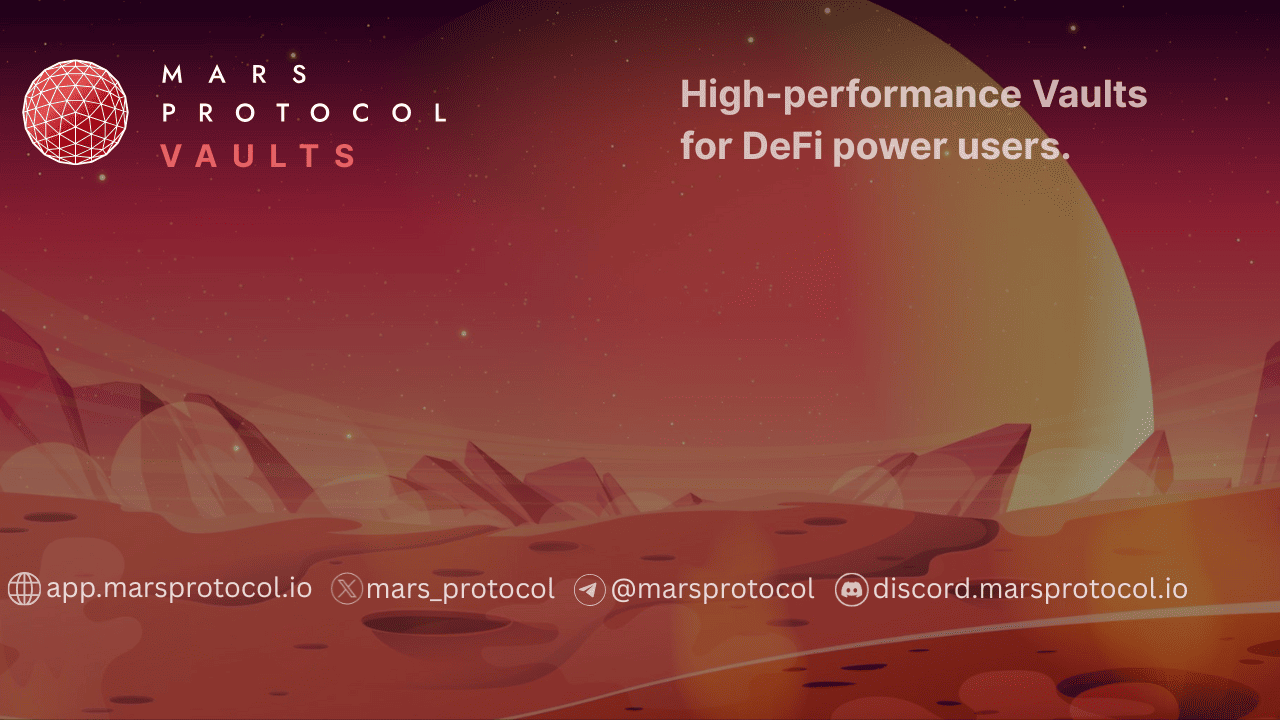 MARS
PROTOCOL
VAULTS
High-performance Vaults
for DeFi power users.
app.marsprotocol.io mars_protocol @marsprotocol discord.marsprotocol.io